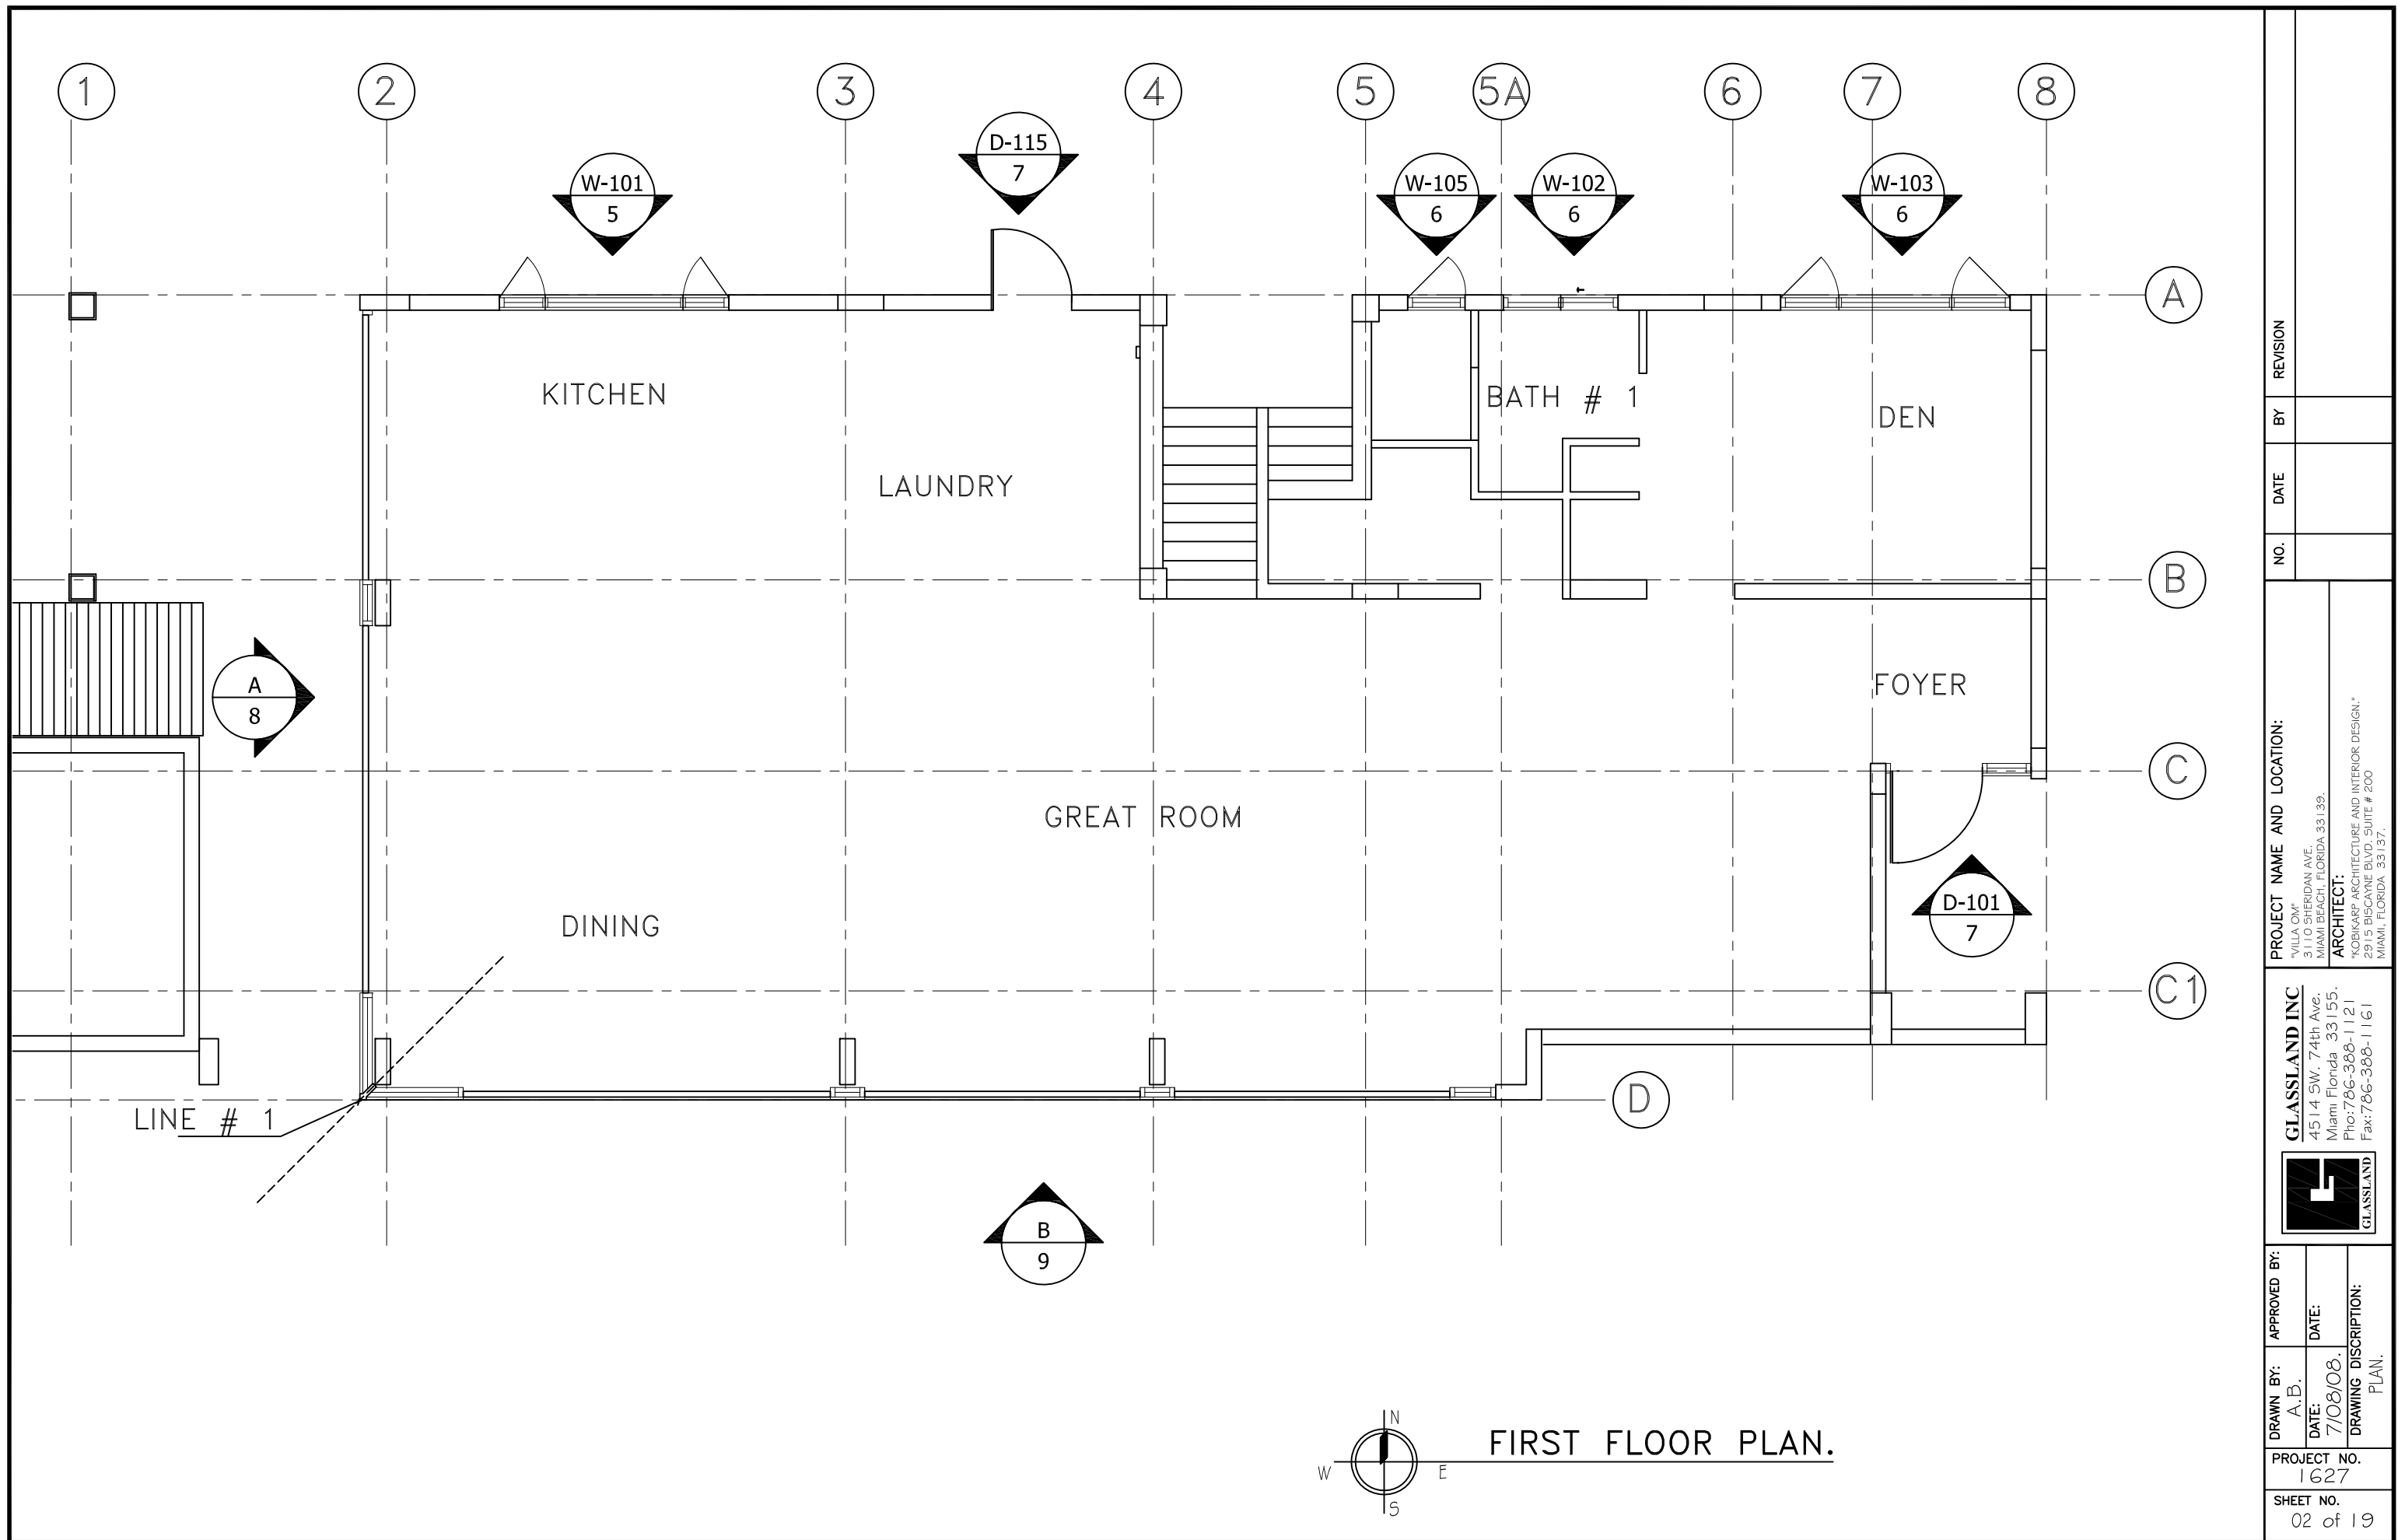 1
2
3
4
5
5A
6
7
8
D-115
7
W-101
5
W-105
6
W-102
6
W-103
6
A
KITCHEN
BATH # 1
DEN
LAUNDRY
B
A
8
FOYER
C
GREAT ROOM
D-101
7
DINING
C1
D
LINE # 1
B
9
N
W
E
S
FIRST FLOOR PLAN.
REVISION
BY
DATE
NO.
PROJECT NAME AND LOCATION:
"VILLA OM"
3110 SHERIDAN AVE.
MIAMI BEACH, FLORIDA 33139.
ARCHITECT:
"KOBIKARP ARCHITECTURE AND INTERIOR DESIGN."
2915 BISCAYNE BLVD. SUITE # 200
MIAMI, FLORIDA 33137.
GLASSLAND INC
4514 SW. 74th Ave.
Miami Florida 33155.
Pho:786-388-1121
Fax:786-388-1161
GLASSLAND
APPROVED BY:
DATE:
DRAWN BY:
A.B.
DATE:
7/08/08.
DRAWING DISCRIPTION:
PLAN.
PROJECT NO.
1627
SHEET NO.
02 of 19